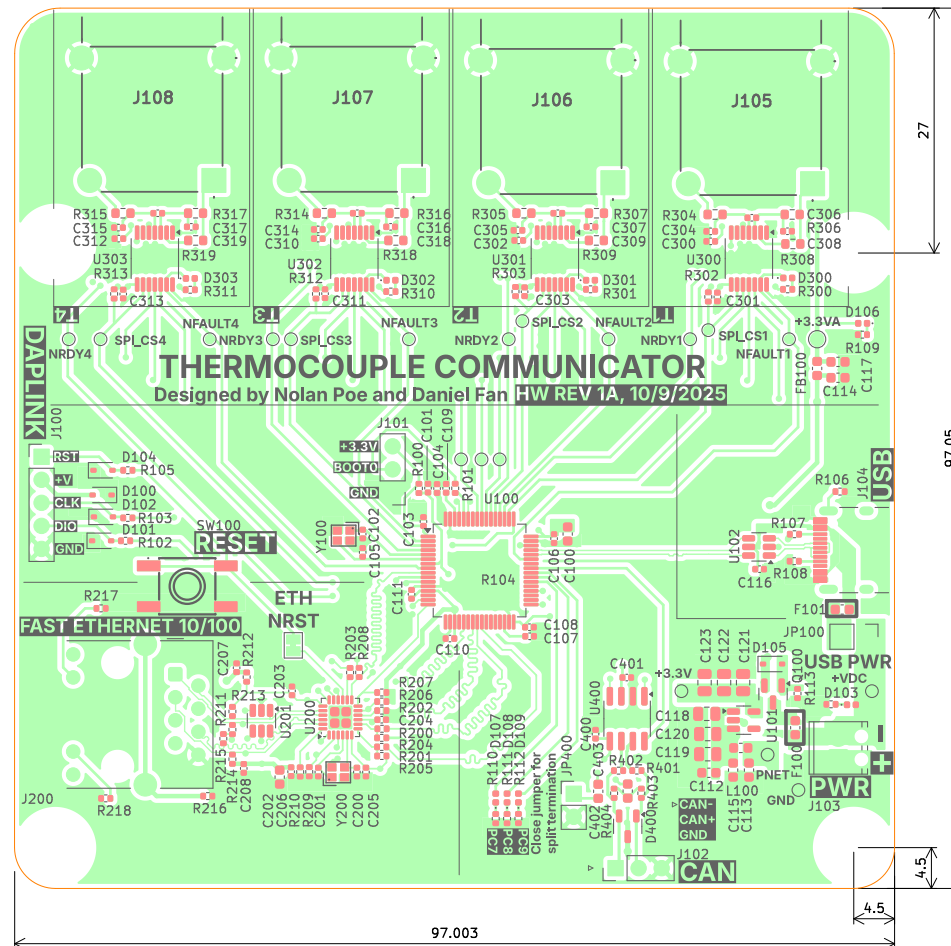 J108 J107 J106 J105
27
R315 R317 R314 R316 R305 R307 R304 C306
C315 C317 C314 C316 C305 C307 C304 R306
C312 C319 C310 C318 C302 C309 C300 C308
R319 R318 R309 R308
U303 U302 U301 U300
R313 D303 R312 D302 R303 D301 R302 D300
R311 R310 R301 R300
C313 C311 C303 C301
T4 T3 T2 T1
NFAULT4 NFAULT3 SPI_CS2 NFAULT2 +3.3VA D106
NRDY4 SPI_CS4 NRDY3 SPI_CS3 NRDY2 NRDY1 SPI_CS1 R109
NFAULT1
THERMOCOUPLE COMMUNICATOR
Designed by Nolan Poe and Daniel Fan HW REV 1A, 10/9/2025
FB100
C117
C114
DAPLINK
J100
J101
+3.3V
BOOT0
GND
R100
C101
C104
C109
R101
U100
RST
+V
CLK
DIO
GND
D104
R105
D100
D102
R103
D101
R102
SW100
RESET
Y100
C102
C105
C103
R104
C106
C100
C111
C110
C108
C107
USB
J104
R106
R107
U102
R108
C116
F101
JP100
USB PWR
+VDC
97.05
R217
FAST ETHERNET 10/100
ETH
NRST
R212
C207
C203
R203
R208
R213
R211
U201
U200
R207
R206
R202
C204
R200
R204
R201
R205
R215
R214
C208
C202
C206
R210
R209
C201
Y200
C200
C205
J200
R218
R216
R110 D107
R111 D108
R112 D109
PC7
PC8
PC9
Close jumper for
split termination
JP400
C401
U400
C400
C403
R402
R401
R403
C402
R404
D400
CAN-
CAN+
GND
J102
CAN
+3.3V
C123
C122
C121
D105
Q100
R113
D103
C118
C120
C119
C112
U101
L100
C115
C113
PNET
GND
F100
J103
PWR
-
+
4.5
4.5
97.003